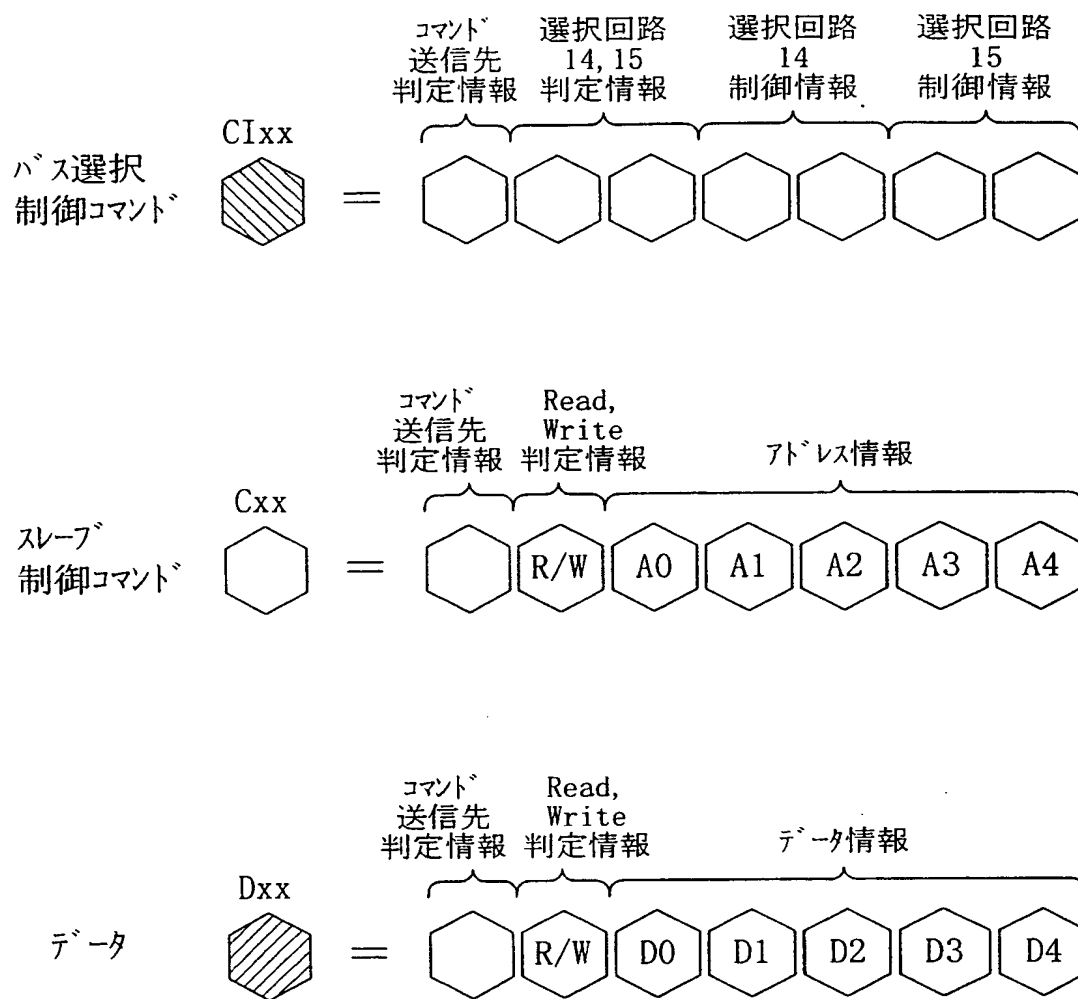 コマンド
送信先
判定情報
選択回路
14,15
判定情報
選択回路
14
制御情報
選択回路
15
制御情報
CIxx
バス選択
制御コマンド
=
コマンド
送信先
判定情報
Read,
Write
判定情報
アドレス情報
Cxx
スレーブ
制御コマンド
=
R/W A0 A1 A2 A3 A4
コマンド
送信先
判定情報
Read,
Write
判定情報
データ情報
Dxx
データ
=
R/W D0 D1 D2 D3 D4